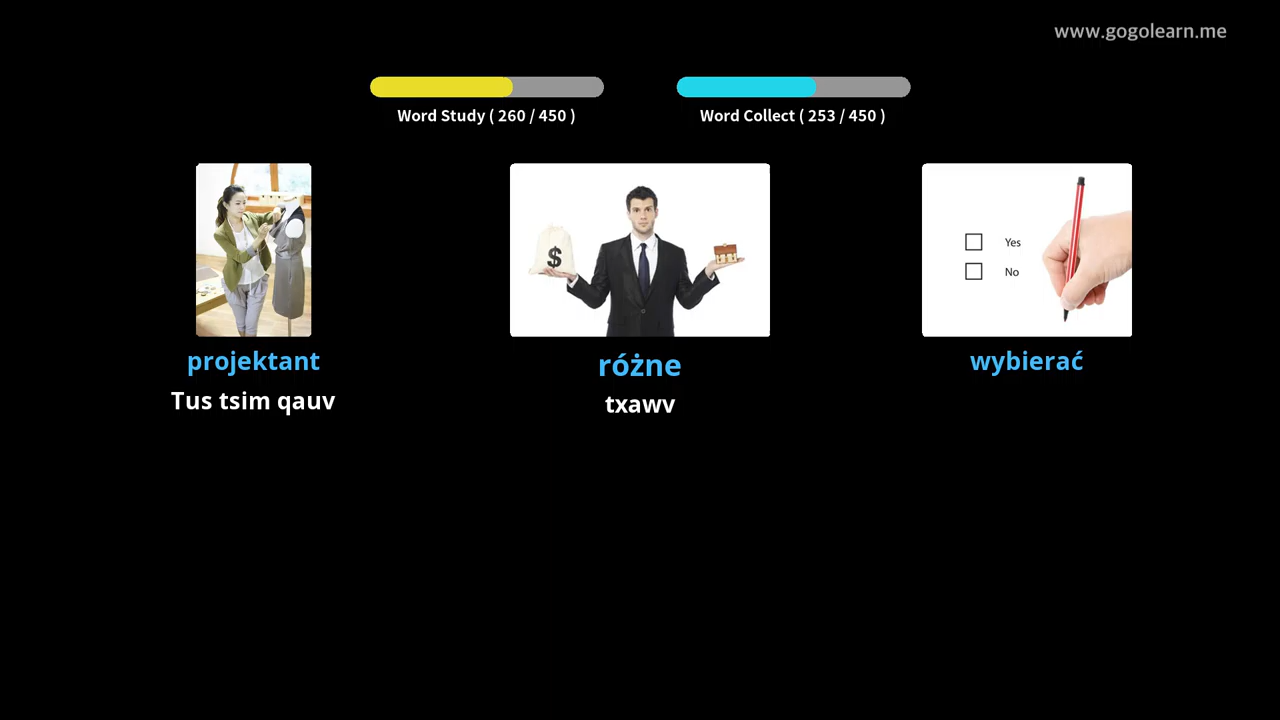 www.gogolearn.me
Word Study ( 260 / 450 )
Word Collect ( 253 / 450 )
$
Yes
No
projektant
różne
wybierać
Tus tsim qauv
txawv